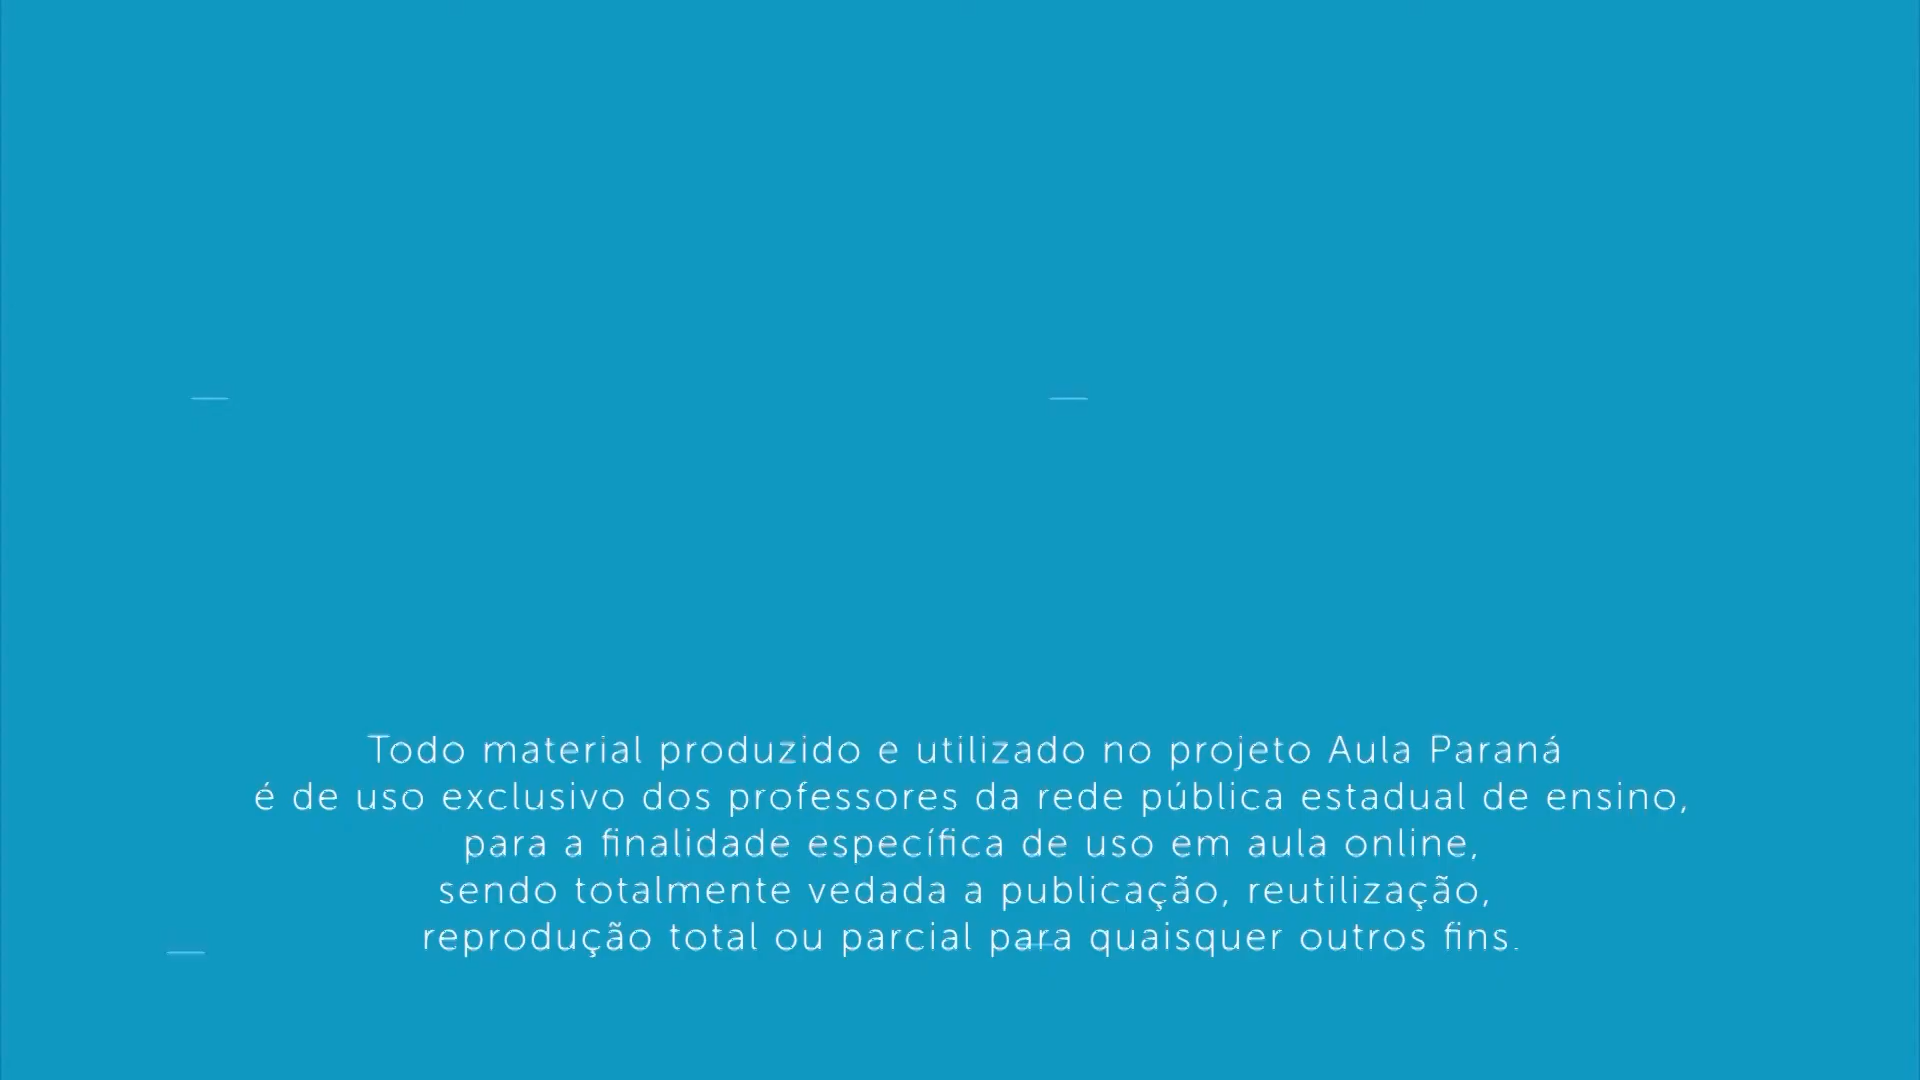 Todo material produzido e utilizado no projeto Aula Paraná
é de uso exclusivo dos professores da rede pública estadual de ensino,
para a finalidade específica de uso em aula online,
sendo totalmente vedada a publicação, reutilização,
reprodução total ou parcial para quaisquer outros fins.